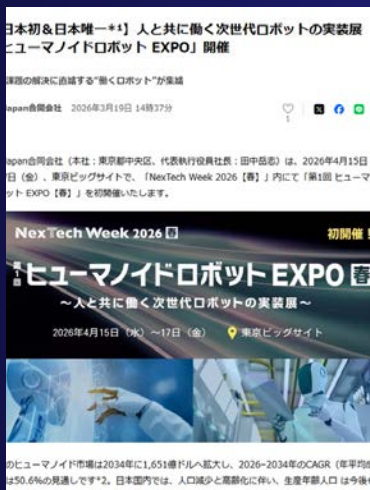 日本初＆日本唯一*¹】人と共に働く次世代ロボットの実装展
ヒューマノイドロボット EXPO」開催
課題の解決に直結する“働くロボット”が集結
Japan合同会社 2026年3月19日 14時37分
1
Japan合同会社（本社：東京都中央区、代表執行役員社長：田中岳志）は、2026年4月15日
日（金）、東京ビッグサイトで、「NexTech Week 2026【春】」内にて「第1回 ヒューマ
ット EXPO【春】」を初開催いたします。
NexTech Week 2026 春
初開催！
第1回 ヒューマノイドロボット EXPO 春
～人と共に働く次世代ロボットの実装展～
2026年4月15日（水）～17日（金） 東京ビッグサイト
のヒューマノイド市場は2034年に1,651億ドルへ拡大し、2026-2034年のCAGR（年平均成
は50.6%の見通しです*2。日本国内では、人口減少と高齢化に伴い、生産年齢人口 は今後も